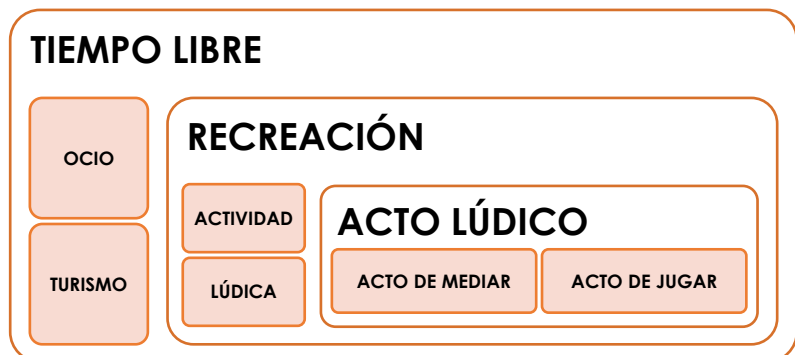 TIEMPO LIBRE
OCIO
TURISMO
RECREACIÓN
ACTIVIDAD
LÚDICA
ACTO LÚDICO
ACTO DE MEDIAR
ACTO DE JUGAR